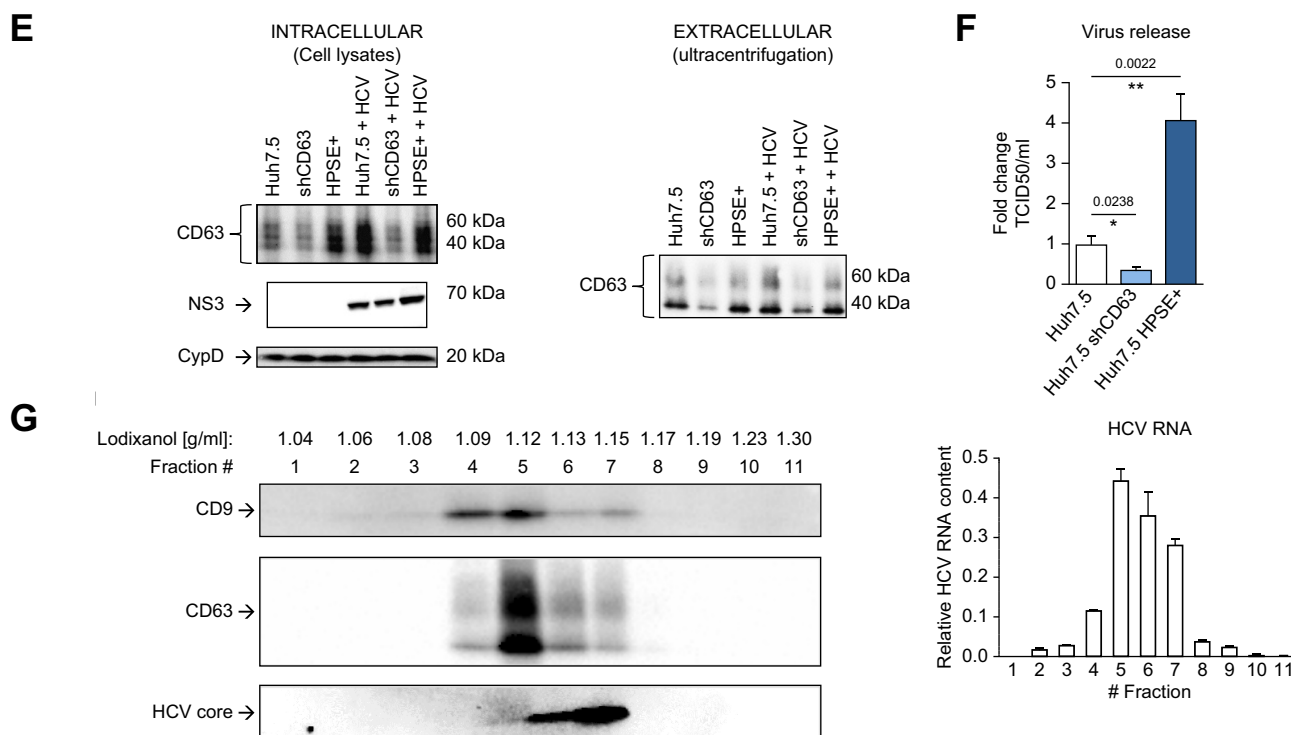 E
INTRACELLULAR
(Cell lysates)
Huh7.5
shCD63
HPSE+
Huh7.5 + HCV
shCD63 + HCV
HPSE+ + HCV
CD63
60 kDa
40 kDa
NS3 →
70 kDa
CypD →
20 kDa
EXTRACELLULAR
(ultracentrifugation)
Huh7.5
shCD63
HPSE+
Huh7.5 + HCV
shCD63 + HCV
HPSE+ + HCV
CD63
60 kDa
40 kDa
F
Virus release
Fold change
TCID50/ml
0.0022
**
0.0238
*
5
4
3
2
1
0
Huh7.5
Huh7.5 shCD63
Huh7.5 HPSE+
G
Lodixanol [g/ml]: 1.04 1.06 1.08 1.09 1.12 1.13 1.15 1.17 1.19 1.23 1.30
Fraction # 1 2 3 4 5 6 7 8 9 10 11
CD9 →
CD63 →
HCV core →
HCV RNA
Relative HCV RNA content
0.5
0.4
0.3
0.2
0.1
0.0
1 2 3 4 5 6 7 8 9 10 11
# Fraction